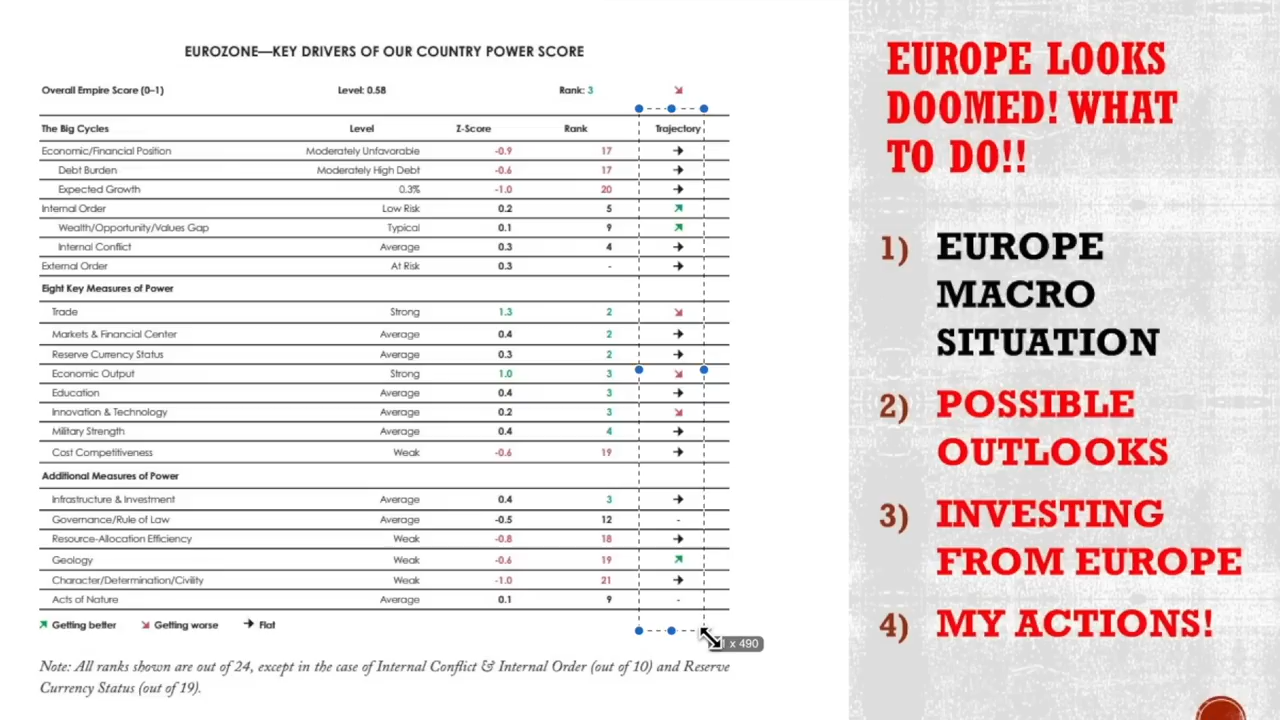 EUROZONE—KEY DRIVERS OF OUR COUNTRY POWER SCORE
Overall Empire Score (0–1) Level: 0.58 Rank: 3
The Big Cycles Level Z-Score Rank Trajectory
Economic/Financial Position Moderately Unfavorable -0.9 17
Debt Burden Moderately High Debt -0.6 17
Expected Growth 0.3% -1.0 20
Internal Order Low Risk 0.2 5
Wealth/Opportunity/Values Gap Typical 0.1 9
Internal Conflict Average 0.3 4
External Order At Risk 0.3 -
Eight Key Measures of Power
Trade Strong 1.3 2
Markets & Financial Center Average 0.4 2
Reserve Currency Status Average 0.3 2
Economic Output Strong 1.0 3
Education Average 0.4 3
Innovation & Technology Average 0.2 3
Military Strength Average 0.4 4
Cost Competitiveness Weak -0.6 19
Additional Measures of Power
Infrastructure & Investment Average 0.4 3
Governance/Rule of Law Average -0.5 12 -
Resource-Allocation Efficiency Weak -0.8 18
Geology Weak -0.6 19
Character/Determination/Civility Weak -1.0 21
Acts of Nature Average 0.1 9 -
Getting better Getting worse Flat
x 490
Note: All ranks shown are out of 24, except in the case of Internal Conflict & Internal Order (out of 10) and Reserve
Currency Status (out of 19).
EUROPE LOOKS
DOOMED! WHAT
TO DO!!
1) EUROPE
MACRO
SITUATION
2) POSSIBLE
OUTLOOKS
3) INVESTING
FROM EUROPE
4) MY ACTIONS!